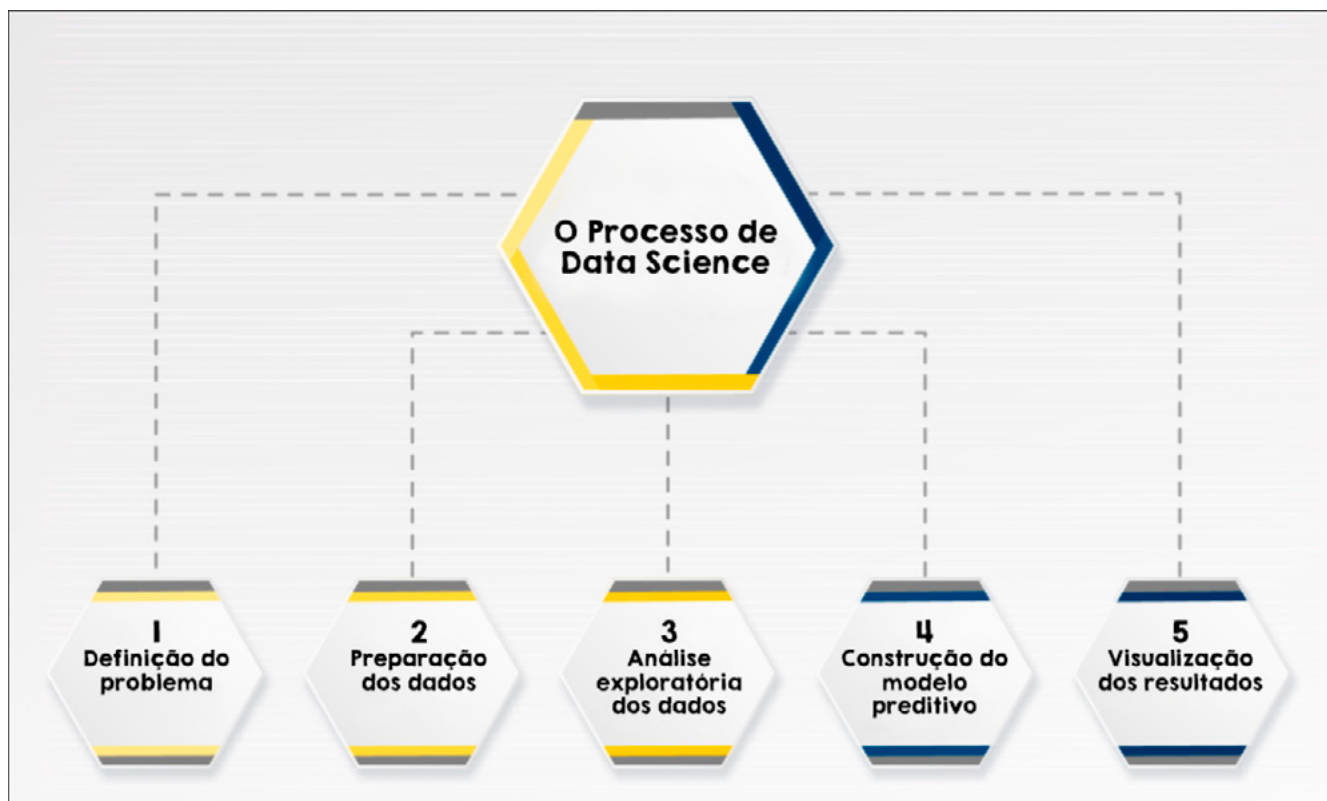 O Processo de
Data Science
1
Definição do
problema
2
Preparação
dos dados
3
Análise
exploratória
dos dados
4
Construção do
modelo
preditivo
5
Visualização
dos resultados